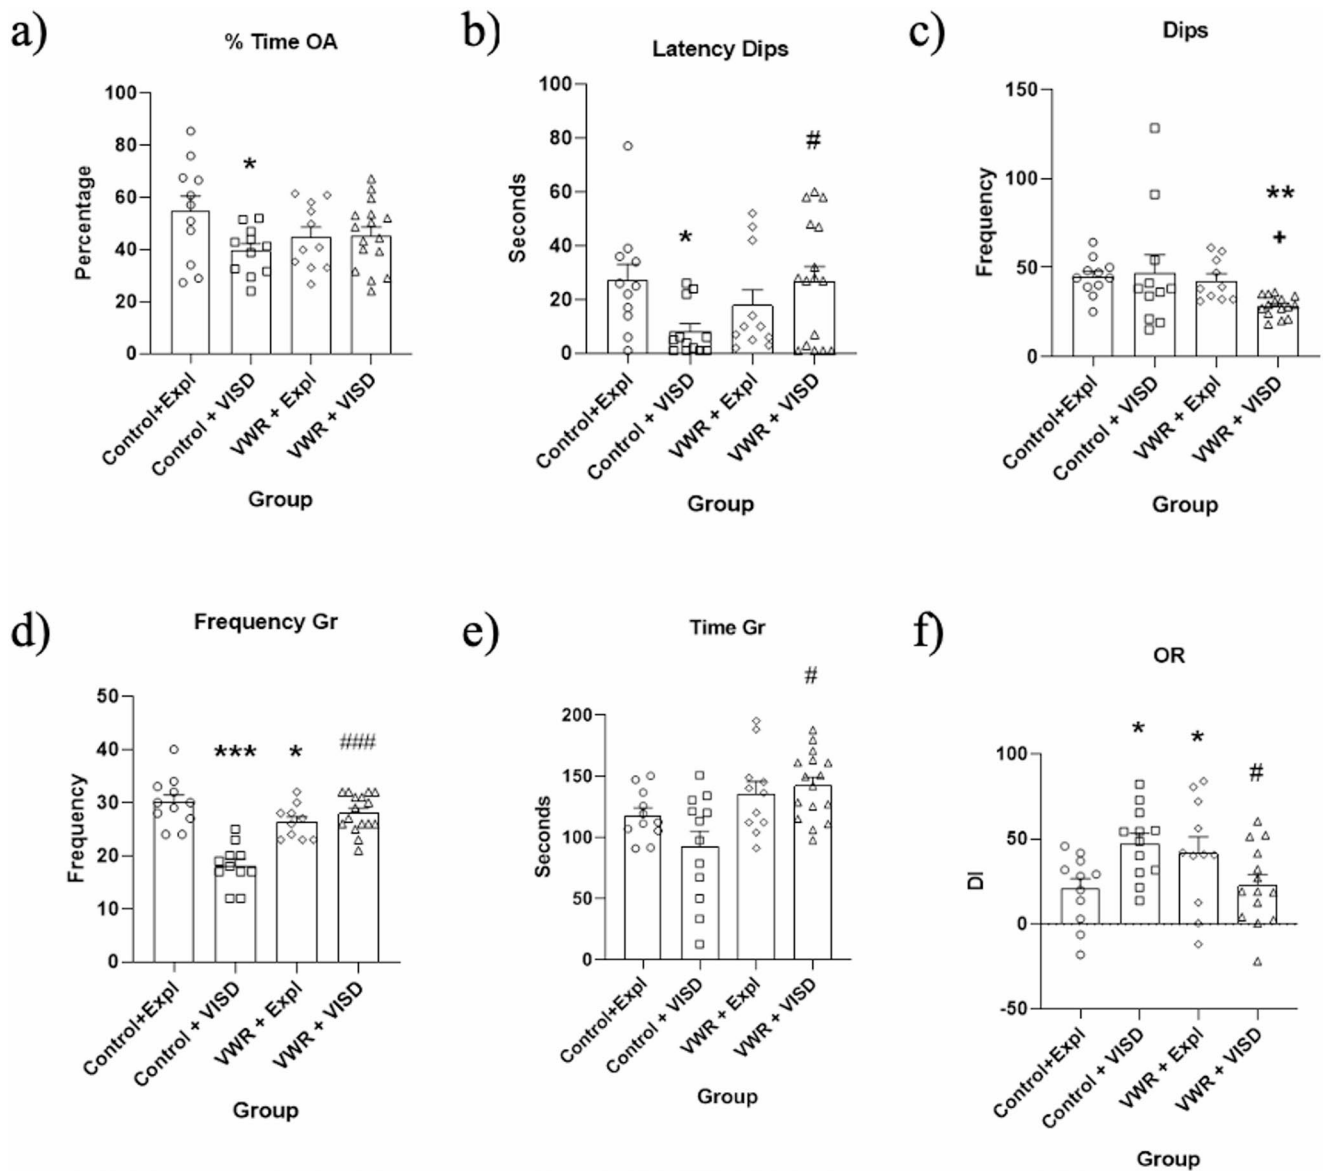 a)
% Time OA
Percentage
100
80
60
40
20
0
*
Control+Expl
Control + VISD
VWR + Expl
VWR + VISD
Group
b)
Latency Dips
Seconds
100
80
60
40
20
0
*
#
Control+Expl
Control + VISD
VWR + Expl
VWR + VISD
Group
c)
Dips
Frequency
150
100
50
0
**
+
Control+Expl
Control + VISD
VWR + Expl
VWR + VISD
Group
d)
Frequency Gr
Frequency
50
40
30
20
10
0
***
*
###
Control+Expl
Control + VISD
VWR + Expl
VWR + VISD
Group
e)
Time Gr
Seconds
200
150
100
50
0
#
Control+Expl
Control + VISD
VWR + Expl
VWR + VISD
Group
f)
OR
DI
100
50
0
-50
*
*
#
Control+Expl
Control + VISD
VWR + Expl
VWR + VISD
Group